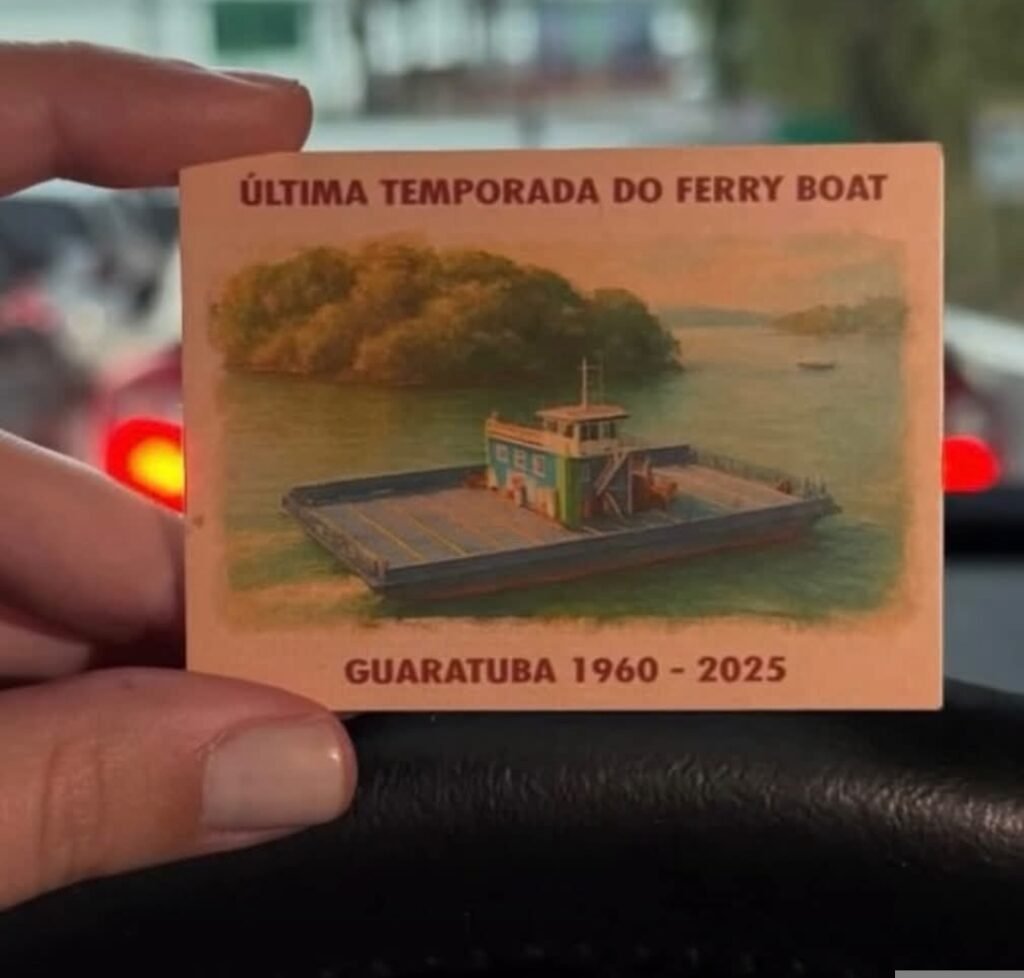 ÚLTIMA TEMPORADA DO FERRY BOAT
GUARATUBA 1960 - 2025